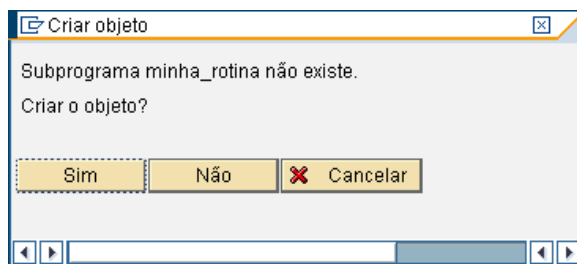 Criar objeto
Subprograma minha_rotina não existe.
Criar o objeto?
Sim Não Cancelar